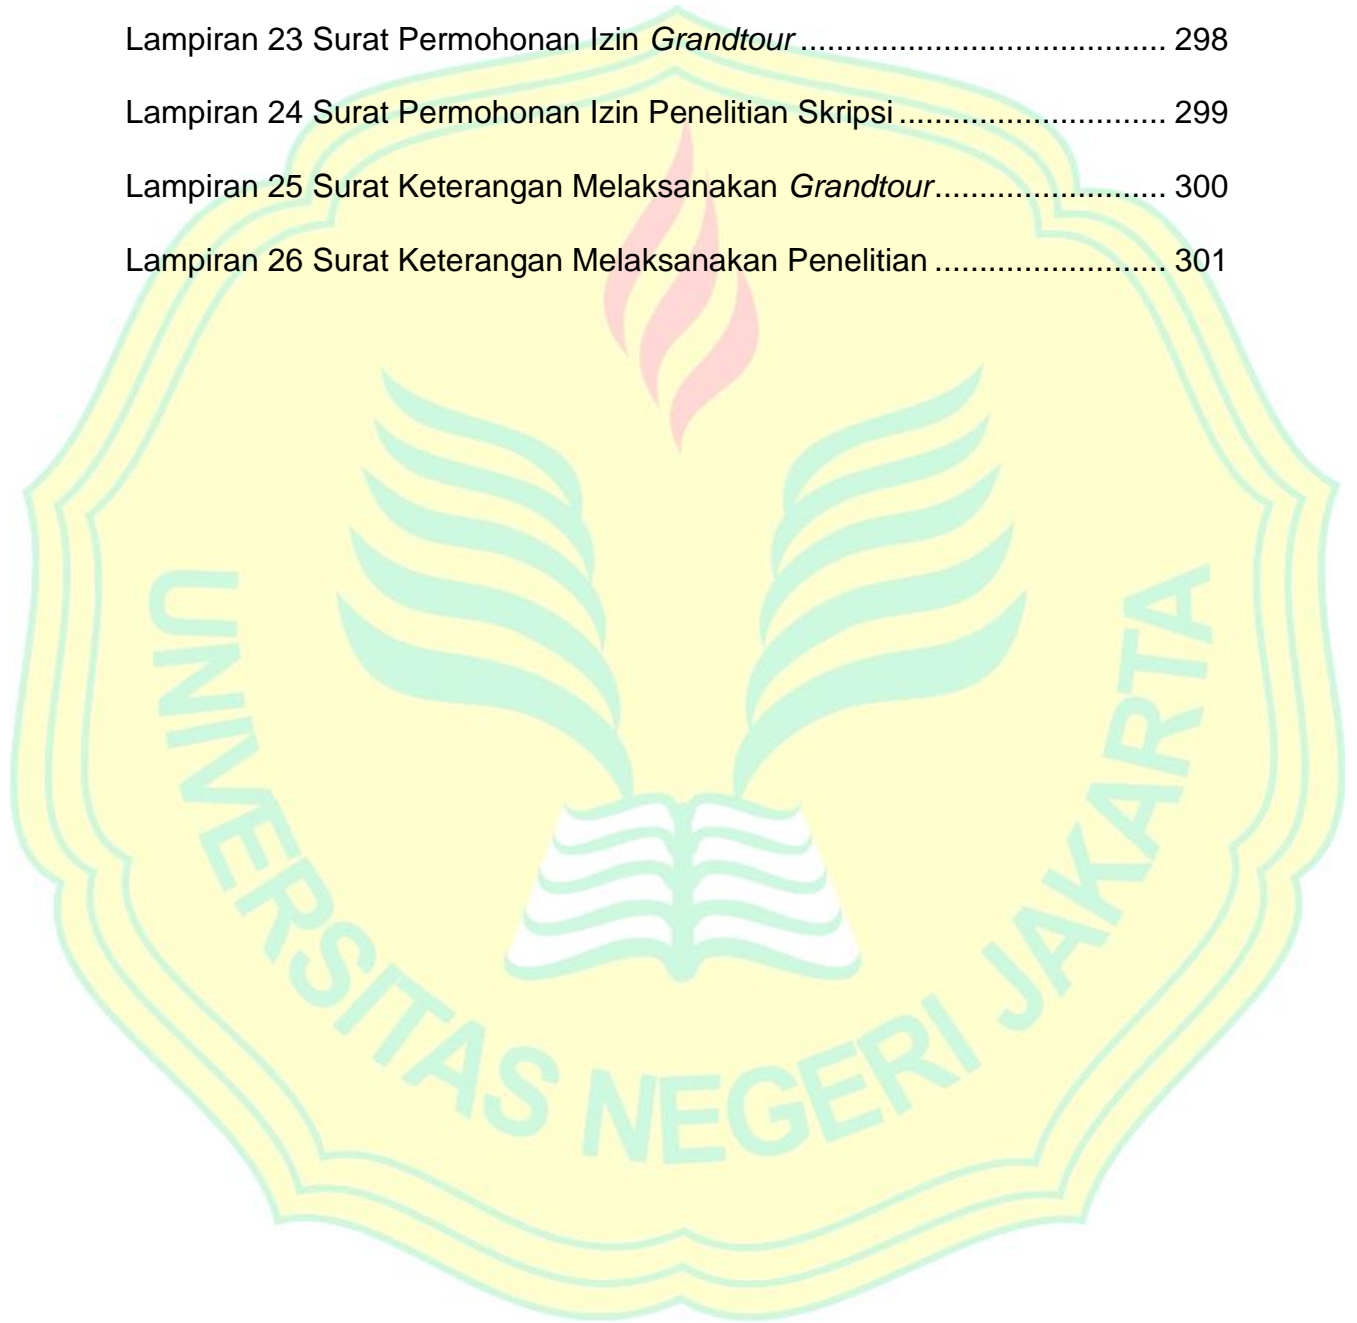 Lampiran 23 Surat Permohonan Izin Grandtour ......................................... 298
Lampiran 24 Surat Permohonan Izin Penelitian Skripsi .............................. 299
Lampiran 25 Surat Keterangan Melaksanakan Grandtour.......................... 300
Lampiran 26 Surat Keterangan Melaksanakan Penelitian .......................... 301
UNIVERSITAS NEGERI JAKARTA